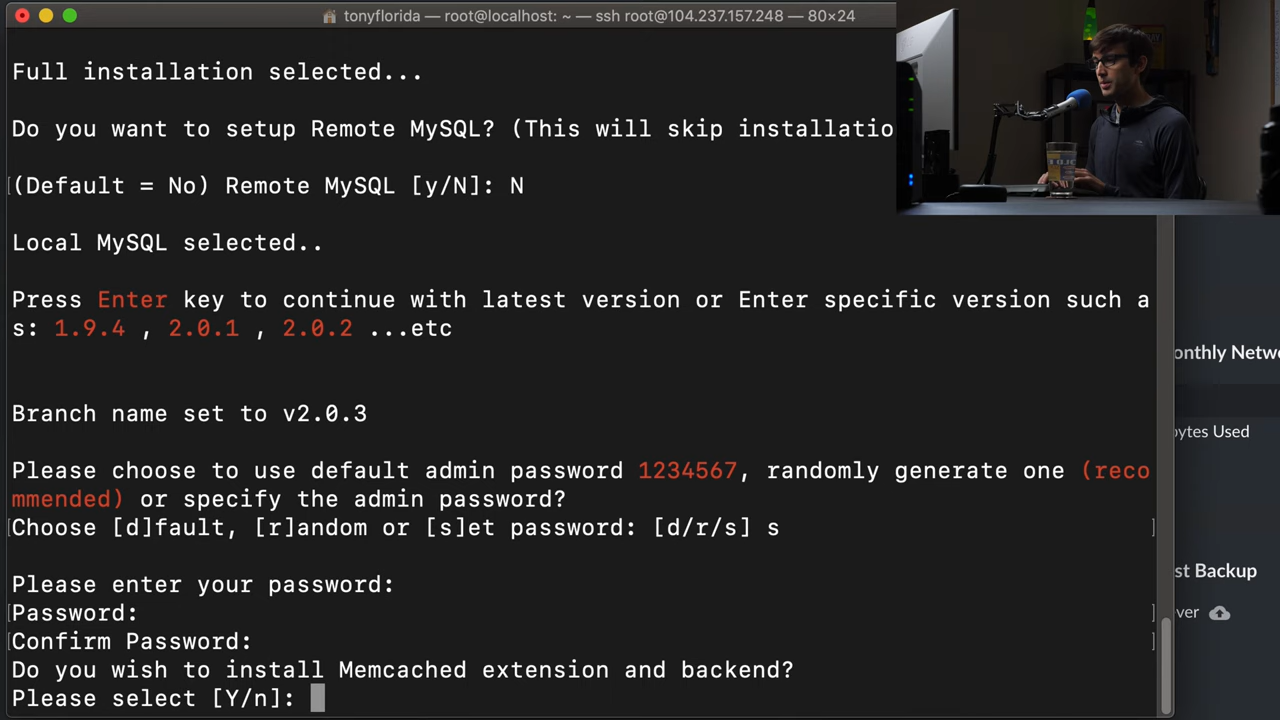 tonyflorida — root@localhost: ~ — ssh root@104.237.157.248 — 80×24
Full installation selected...
Do you want to setup Remote MySQL? (This will skip installatio
(Default = No) Remote MySQL [y/N]: N
Local MySQL selected..
Press Enter key to continue with latest version or Enter specific version such a
s: 1.9.4 , 2.0.1 , 2.0.2 ...etc
onthly Netw
Branch name set to v2.0.3
bytes Used
Please choose to use default admin password 1234567, randomly generate one (reco
mmended) or specify the admin password?
Choose [d]fault, [r]andom or [s]et password: [d/r/s] s
st Backup
Please enter your password:
Password:
ver
Confirm Password:
Do you wish to install Memcached extension and backend?
Please select [Y/n]: